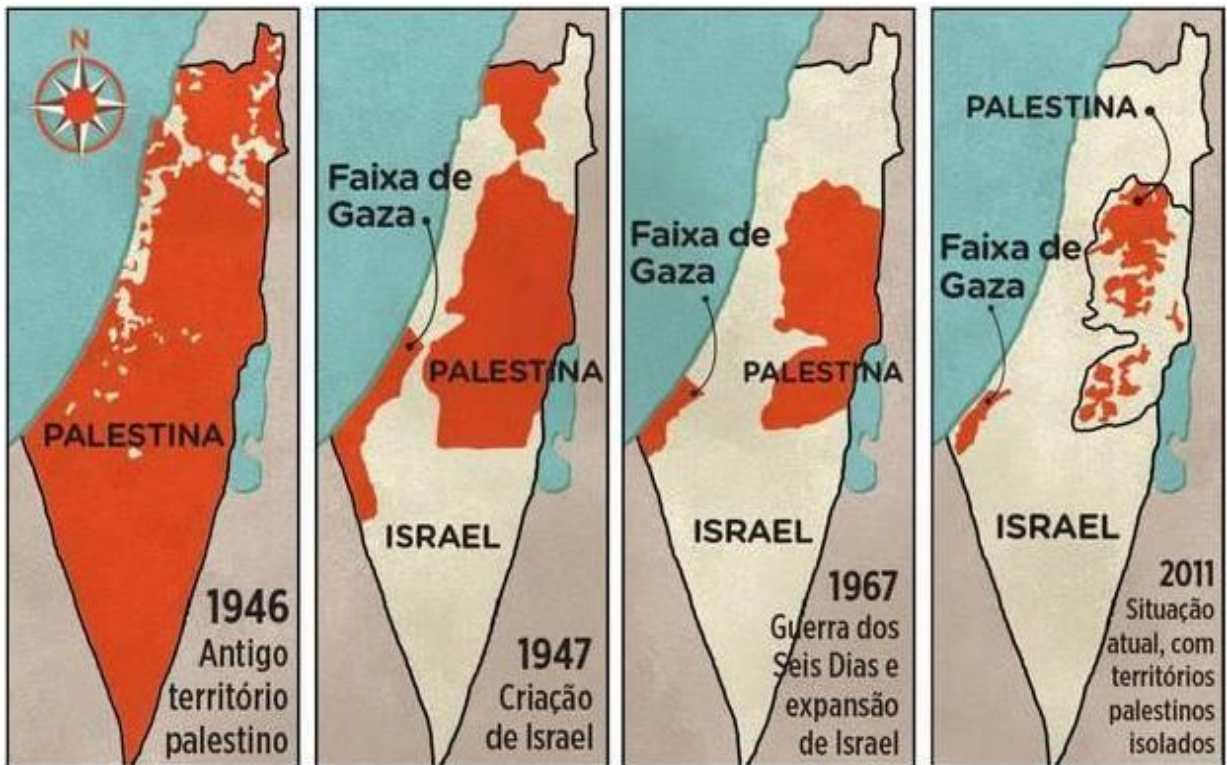 N
PALESTINA
1946
Antigo
território
palestino
Faixa de
Gaza
PALESTINA
ISRAEL
1947
Criação
de Israel
Faixa de
Gaza
PALESTINA
ISRAEL
1967
Guerra dos
Seis Dias e
expansão
de Israel
PALESTINA
Faixa de
Gaza
ISRAEL
2011
Situação
atual, com
territórios
palestinos
isolados